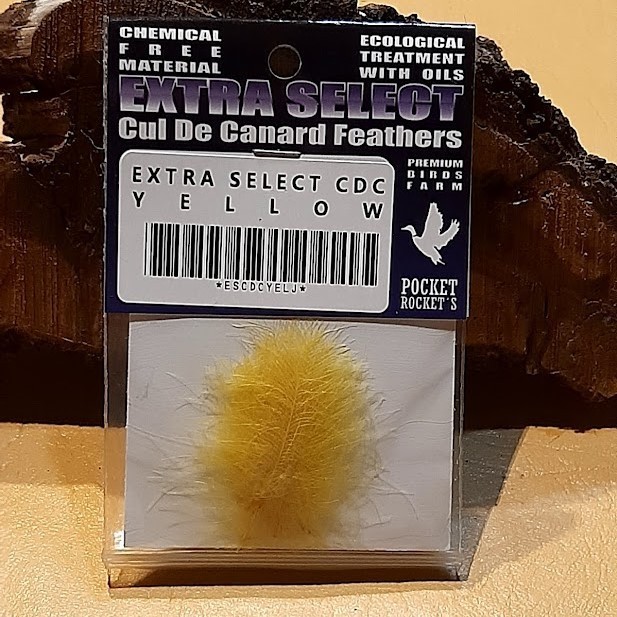 CHEMICAL
FREE
MATERIAL
ECOLOGICAL
TREATMENT
WITH OILS
EXTRA SELECT
Cul De Canard Feathers
EXTRA SELECT CDC
YELLOW
*ESCDCYELJ*
PREMIUM
BIRDS
FARM
POCKET
ROCKET'S